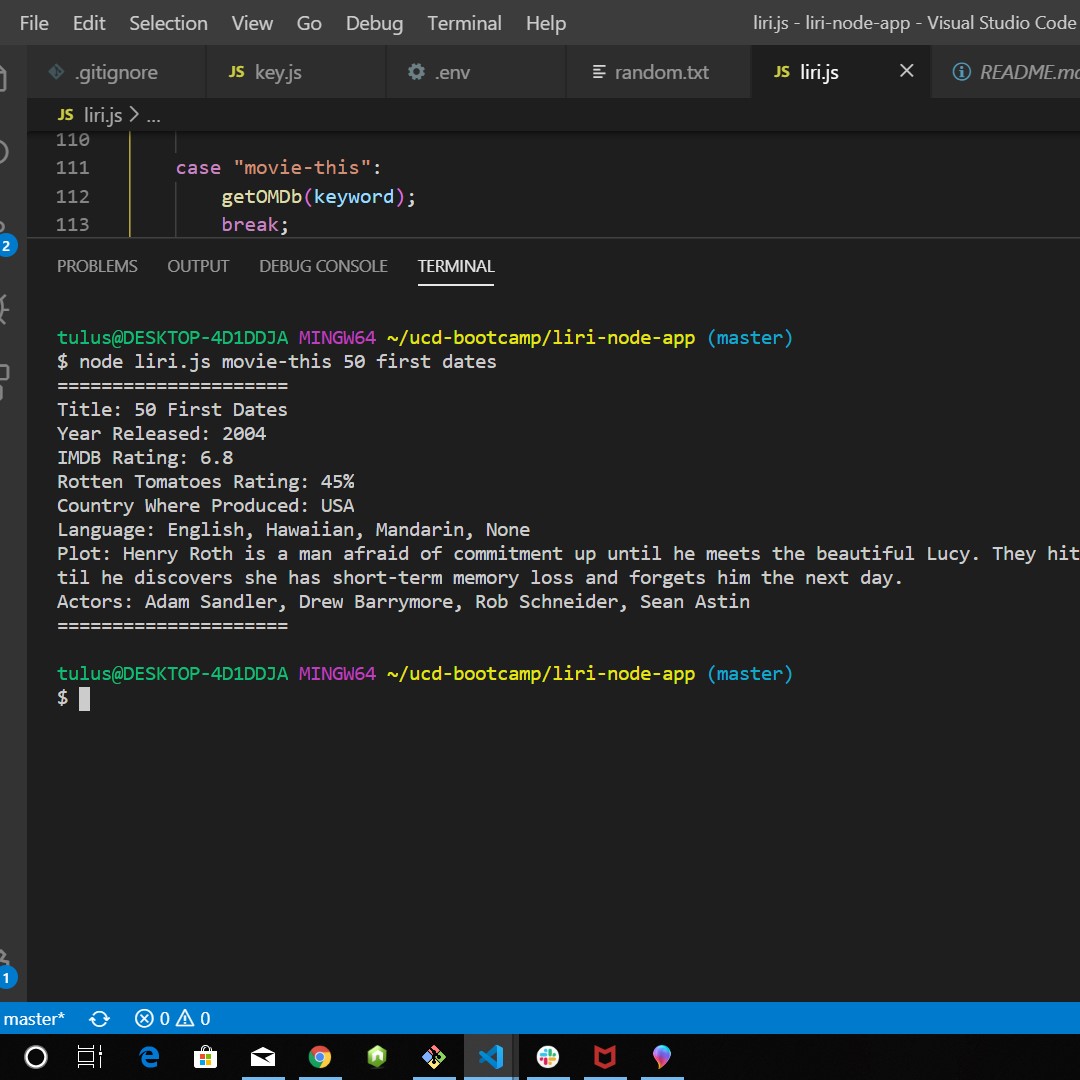 File Edit Selection View Go Debug Terminal Help liri.js - liri-node-app - Visual Studio Code
.gitignore JS key.js .env random.txt JS liri.js README.md
JS liri.js > ...
110
111 case "movie-this":
112 getOMDb(keyword);
113 break;
2
PROBLEMS OUTPUT DEBUG CONSOLE TERMINAL
tulus@DESKTOP-4D1DDJA MINGW64 ~/ucd-bootcamp/liri-node-app (master)
$ node liri.js movie-this 50 first dates
=====================
Title: 50 First Dates
Year Released: 2004
IMDB Rating: 6.8
Rotten Tomatoes Rating: 45%
Country Where Produced: USA
Language: English, Hawaiian, Mandarin, None
Plot: Henry Roth is a man afraid of commitment up until he meets the beautiful Lucy. They hit
til he discovers she has short-term memory loss and forgets him the next day.
Actors: Adam Sandler, Drew Barrymore, Rob Schneider, Sean Astin
=====================
tulus@DESKTOP-4D1DDJA MINGW64 ~/ucd-bootcamp/liri-node-app (master)
$
1
master* 0 0